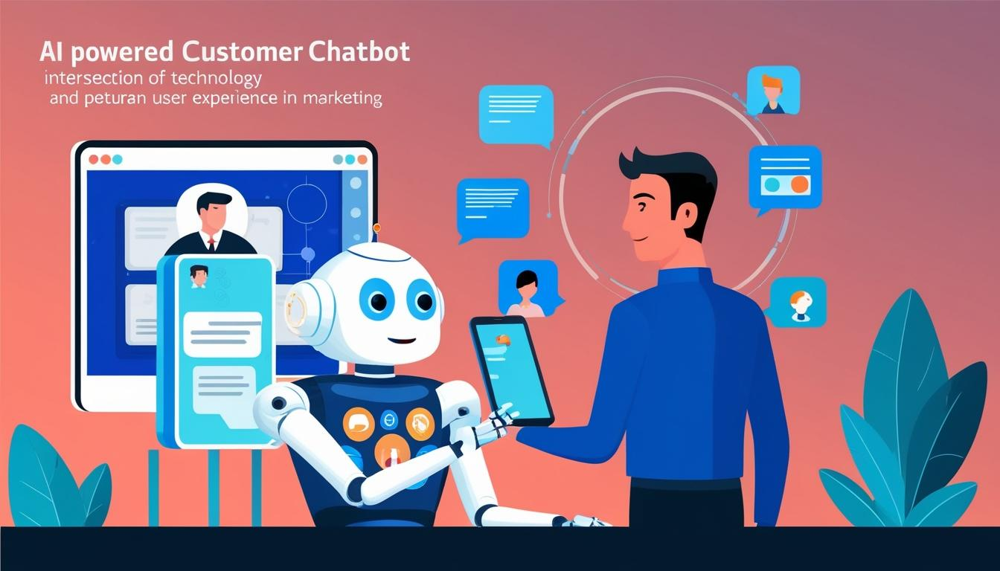 AI powered Customer Chatbot
intersection of technology
and peturan user experience in marketing